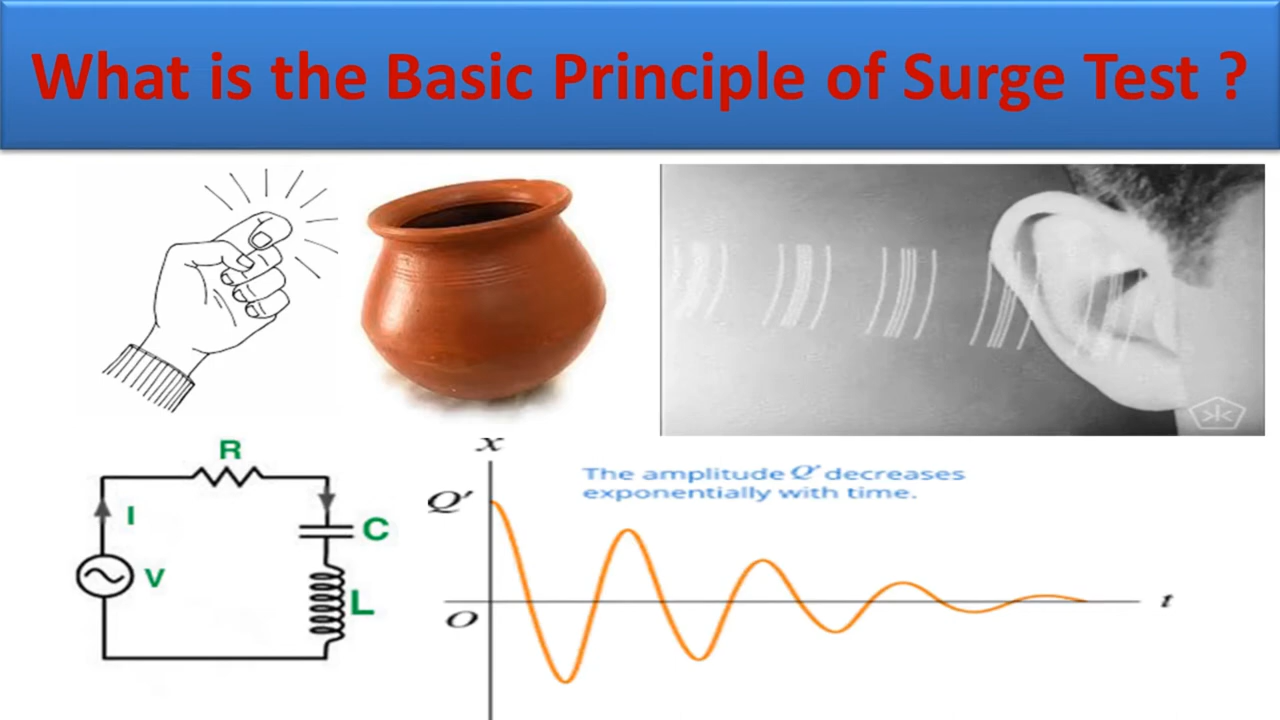 What is the Basic Principle of Surge Test ?
R
I
V
C
L
x
Q'
O
t
The amplitude Q' decreases
exponentially with time.